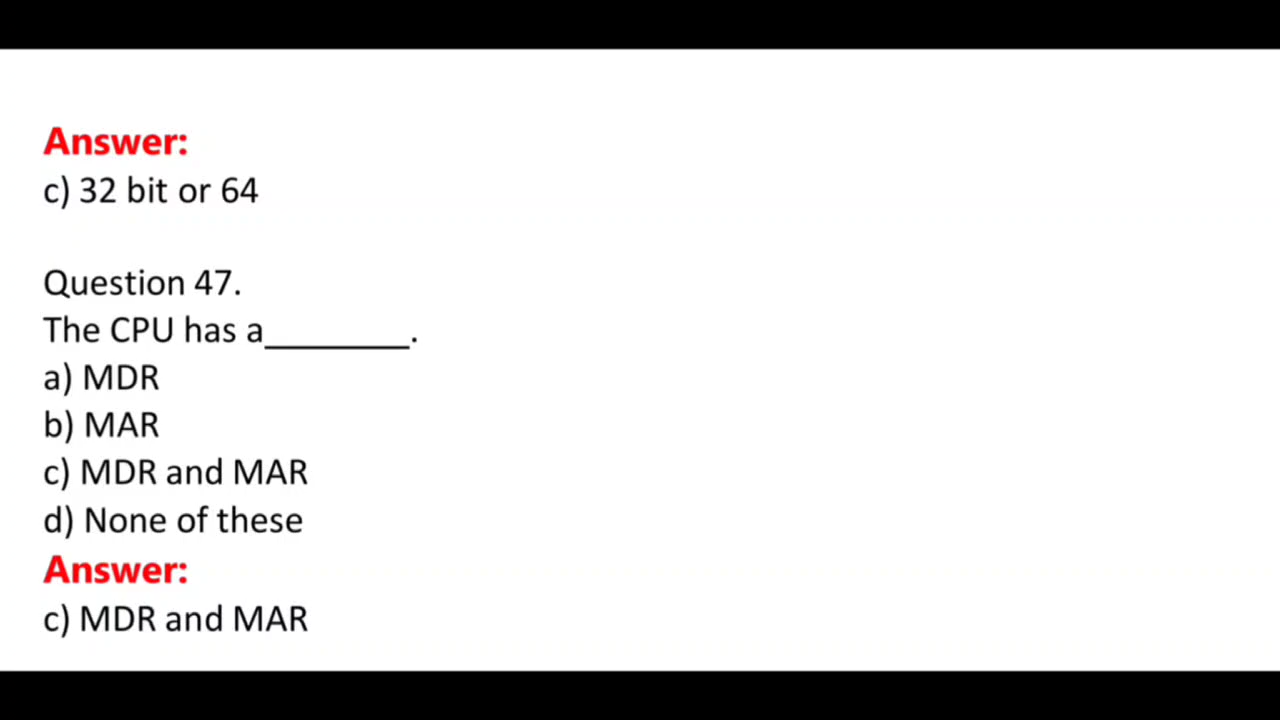 Answer:
c) 32 bit or 64
Question 47.
The CPU has a________.
a) MDR
b) MAR
c) MDR and MAR
d) None of these
Answer:
c) MDR and MAR